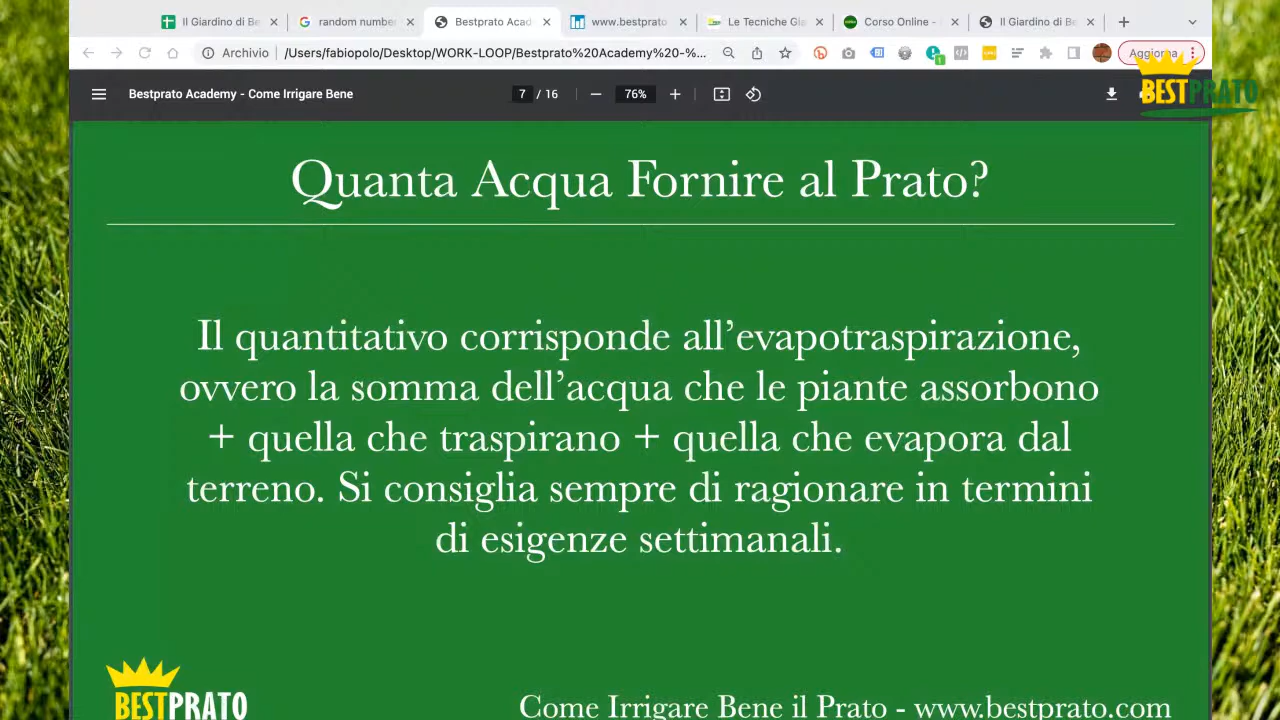 Il Giardino di Be
random number
Bestprato Acad
www.bestprato
Le Tecniche Gia
Corso Online -
Il Giardino di Be
Archivio
/Users/fabiopolo/Desktop/WORK-LOOP/Bestprato%20Academy%20-%...
Aggiorna
BESTPRATO
Bestprato Academy - Come Irrigare Bene
7 / 16
76%
Quanta Acqua Fornire al Prato?
Il quantitativo corrisponde all’evapotraspirazione,
ovvero la somma dell’acqua che le piante assorbono
+ quella che traspirano + quella che evapora dal
terreno. Si consiglia sempre di ragionare in termini
di esigenze settimanali.
BESTPRATO
Come Irrigare Bene il Prato - www.bestprato.com